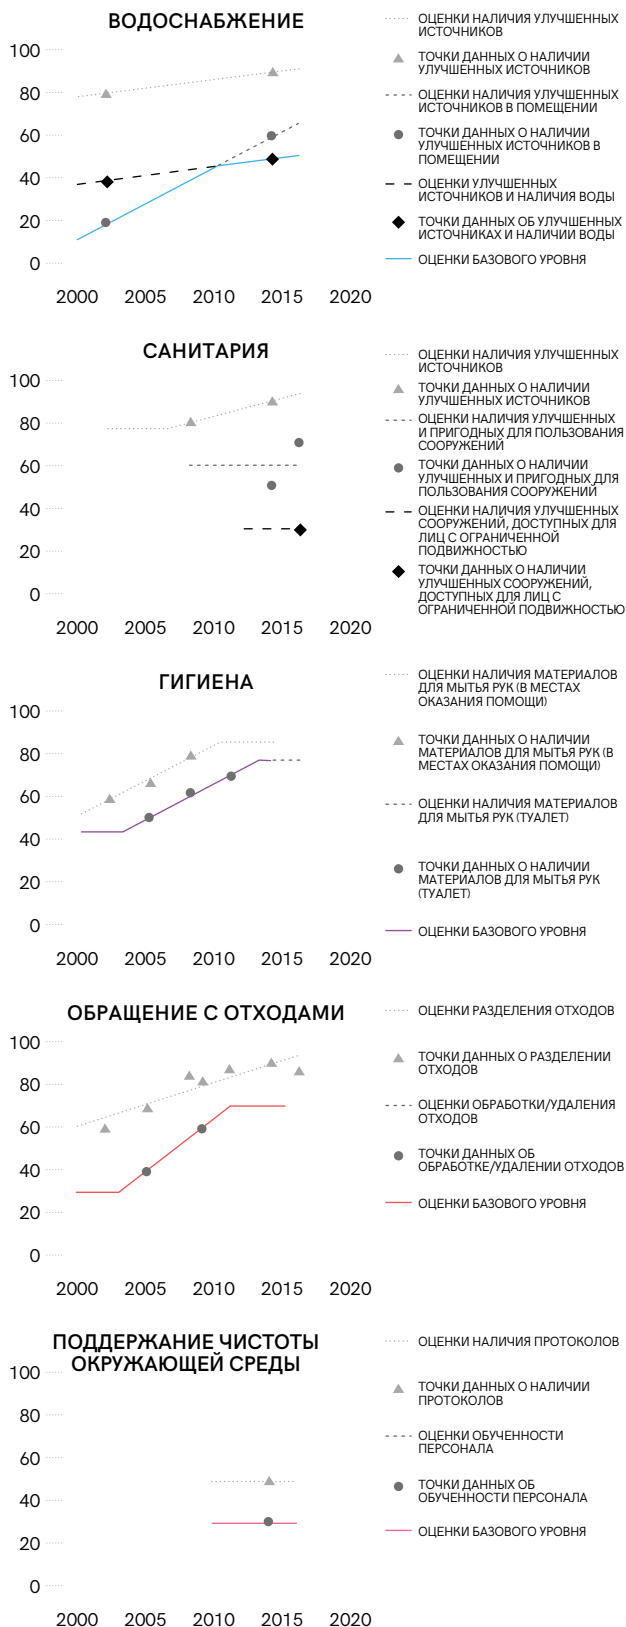 ВОДОСНАБЖЕНИЕ
100
80
60
40
20
0
2000 2005 2010 2015 2020
ОЦЕНКИ НАЛИЧИЯ УЛУЧШЕННЫХ
ИСТОЧНИКОВ
ТОЧКИ ДАННЫХ О НАЛИЧИИ
УЛУЧШЕННЫХ ИСТОЧНИКОВ
ОЦЕНКИ НАЛИЧИЯ УЛУЧШЕННЫХ
ИСТОЧНИКОВ В ПОМЕЩЕНИИ
ТОЧКИ ДАННЫХ О НАЛИЧИИ
УЛУЧШЕННЫХ ИСТОЧНИКОВ В
ПОМЕЩЕНИИ
ОЦЕНКИ УЛУЧШЕННЫХ
ИСТОЧНИКОВ И НАЛИЧИЯ ВОДЫ
ТОЧКИ ДАННЫХ ОБ УЛУЧШЕННЫХ
ИСТОЧНИКАХ И НАЛИЧИИ ВОДЫ
ОЦЕНКИ БАЗОВОГО УРОВНЯ
САНИТАРИЯ
100
80
60
40
20
0
2000 2005 2010 2015 2020
ОЦЕНКИ НАЛИЧИЯ УЛУЧШЕННЫХ
ИСТОЧНИКОВ
ТОЧКИ ДАННЫХ О НАЛИЧИИ
УЛУЧШЕННЫХ ИСТОЧНИКОВ
ОЦЕНКИ НАЛИЧИЯ УЛУЧШЕННЫХ
И ПРИГОДНЫХ ДЛЯ ПОЛЬЗОВАНИЯ
СООРУЖЕНИЙ
ТОЧКИ ДАННЫХ О НАЛИЧИИ
УЛУЧШЕННЫХ И ПРИГОДНЫХ ДЛЯ
ПОЛЬЗОВАНИЯ СООРУЖЕНИЙ
ОЦЕНКИ НАЛИЧИЯ УЛУЧШЕННЫХ
СООРУЖЕНИЙ, ДОСТУПНЫХ ДЛЯ
ЛИЦ С ОГРАНИЧЕННОЙ
ПОДВИЖНОСТЬЮ
ТОЧКИ ДАННЫХ О НАЛИЧИИ
УЛУЧШЕННЫХ СООРУЖЕНИЙ,
ДОСТУПНЫХ ДЛЯ ЛИЦ С
ОГРАНИЧЕННОЙ ПОДВИЖНОСТЬЮ
ГИГИЕНА
100
80
60
40
20
0
2000 2005 2010 2015 2020
ОЦЕНКИ НАЛИЧИЯ МАТЕРИАЛОВ
ДЛЯ МЫТЬЯ РУК (В МЕСТАХ
ОКАЗАНИЯ ПОМОЩИ)
ТОЧКИ ДАННЫХ О НАЛИЧИИ
МАТЕРИАЛОВ ДЛЯ МЫТЬЯ РУК (В
МЕСТАХ ОКАЗАНИЯ ПОМОЩИ)
ОЦЕНКИ НАЛИЧИЯ МАТЕРИАЛОВ
ДЛЯ МЫТЬЯ РУК (ТУАЛЕТ)
ТОЧКИ ДАННЫХ О НАЛИЧИИ
МАТЕРИАЛОВ ДЛЯ МЫТЬЯ РУК
(ТУАЛЕТ)
ОЦЕНКИ БАЗОВОГО УРОВНЯ
ОБРАЩЕНИЕ С ОТХОДАМИ
100
80
60
40
20
0
2000 2005 2010 2015 2020
ОЦЕНКИ РАЗДЕЛЕНИЯ ОТХОДОВ
ТОЧКИ ДАННЫХ О РАЗДЕЛЕНИИ
ОТХОДОВ
ОЦЕНКИ ОБРАБОТКИ/УДАЛЕНИЯ
ОТХОДОВ
ТОЧКИ ДАННЫХ ОБ
ОБРАБОТКЕ/УДАЛЕНИИ ОТХОДОВ
ОЦЕНКИ БАЗОВОГО УРОВНЯ
ПОДДЕРЖАНИЕ ЧИСТОТЫ
ОКРУЖАЮЩЕЙ СРЕДЫ
100
80
60
40
20
0
2000 2005 2010 2015 2020
ОЦЕНКИ НАЛИЧИЯ ПРОТОКОЛОВ
ТОЧКИ ДАННЫХ О НАЛИЧИИ
ПРОТОКОЛОВ
ОЦЕНКИ ОБУЧЕННОСТИ
ПЕРСОНАЛА
ТОЧКИ ДАННЫХ ОБ
ОБУЧЕННОСТИ ПЕРСОНАЛА
ОЦЕНКИ БАЗОВОГО УРОВНЯ